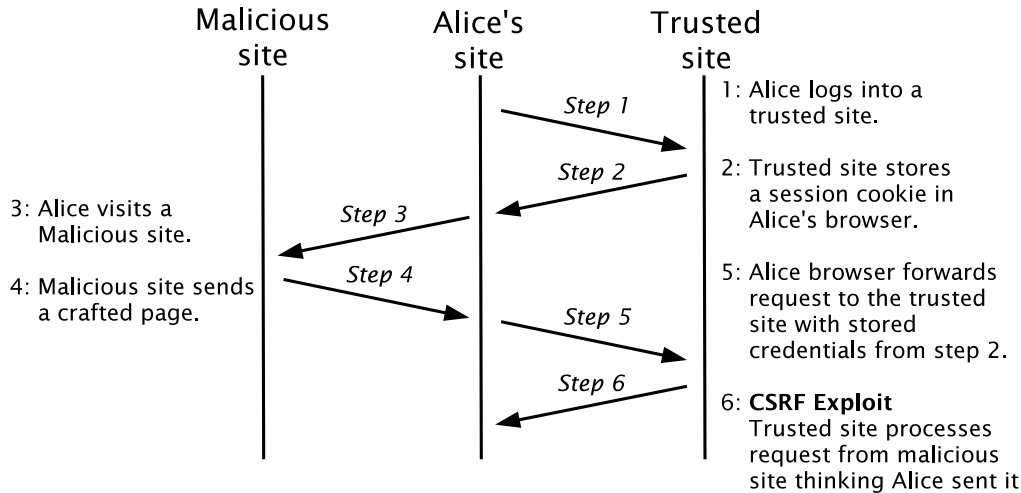 Malicious
site
Alice's
site
Trusted
site
Step 1
Step 2
Step 3
Step 4
Step 5
Step 6
3: Alice visits a
Malicious site.
4: Malicious site sends
a crafted page.
1: Alice logs into a
trusted site.
2: Trusted site stores
a session cookie in
Alice's browser.
5: Alice browser forwards
request to the trusted
site with stored
credentials from step 2.
6: CSRF Exploit
Trusted site processes
request from malicious
site thinking Alice sent it